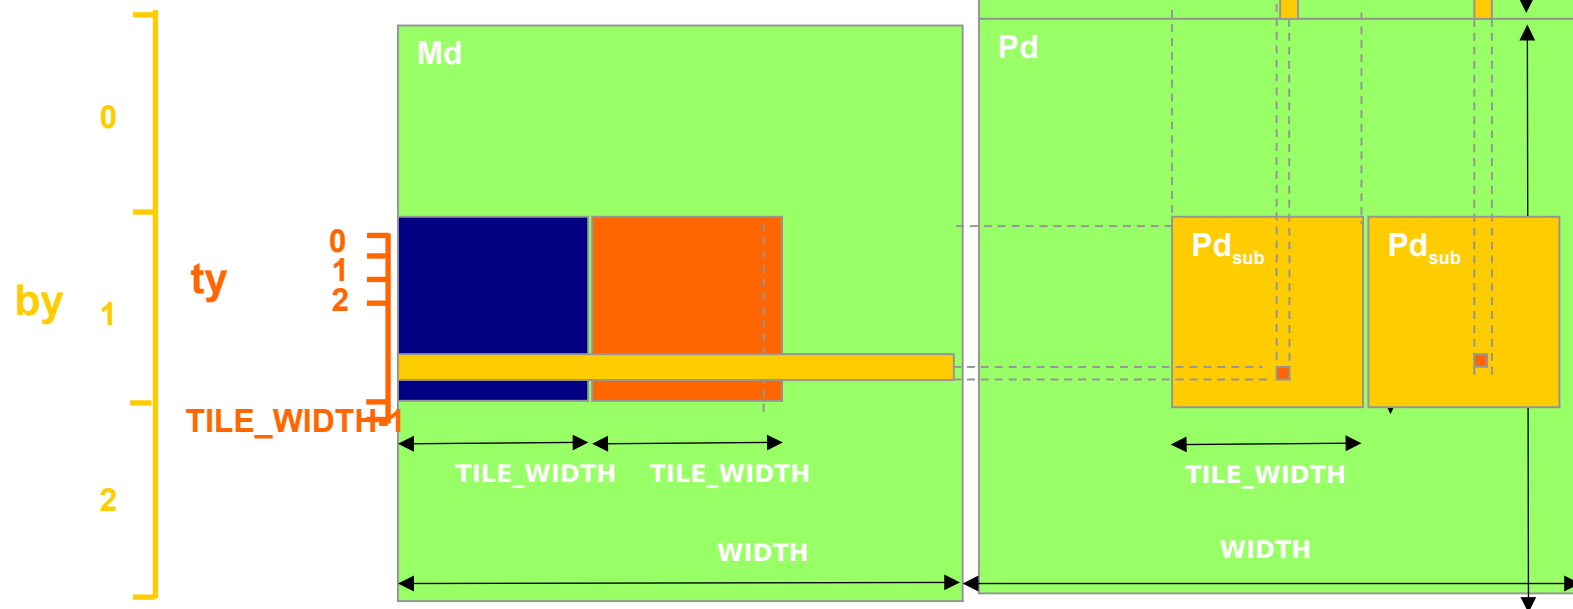 Md
Pd
0
by
1
2
ty
0
1
2
TILE_WIDTH-1
Pdsub
Pdsub
TILE_WIDTH
TILE_WIDTH
TILE_WIDTH
WIDTH
WIDTH